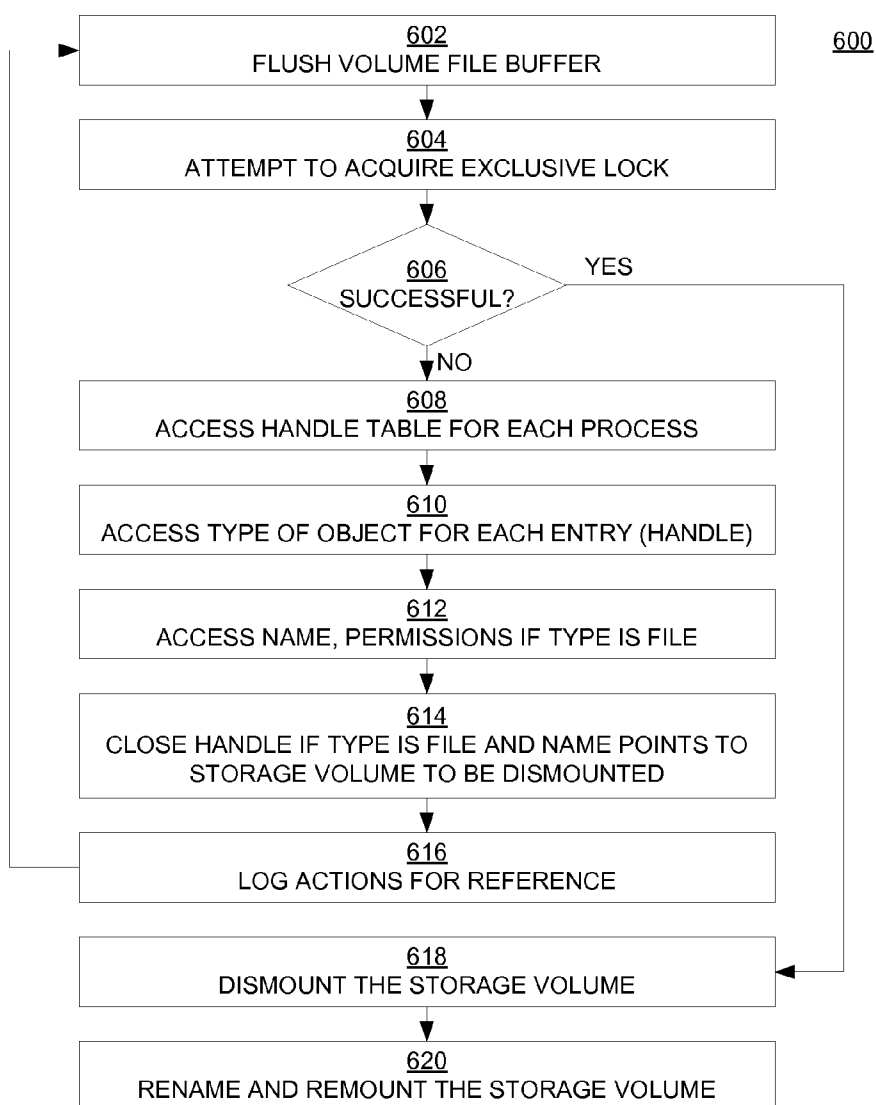 602
FLUSH VOLUME FILE BUFFER
600
604
ATTEMPT TO ACQUIRE EXCLUSIVE LOCK
606
SUCCESSFUL?
YES
NO
608
ACCESS HANDLE TABLE FOR EACH PROCESS
610
ACCESS TYPE OF OBJECT FOR EACH ENTRY (HANDLE)
612
ACCESS NAME, PERMISSIONS IF TYPE IS FILE
614
CLOSE HANDLE IF TYPE IS FILE AND NAME POINTS TO
STORAGE VOLUME TO BE DISMOUNTED
616
LOG ACTIONS FOR REFERENCE
618
DISMOUNT THE STORAGE VOLUME
620
RENAME AND REMOUNT THE STORAGE VOLUME